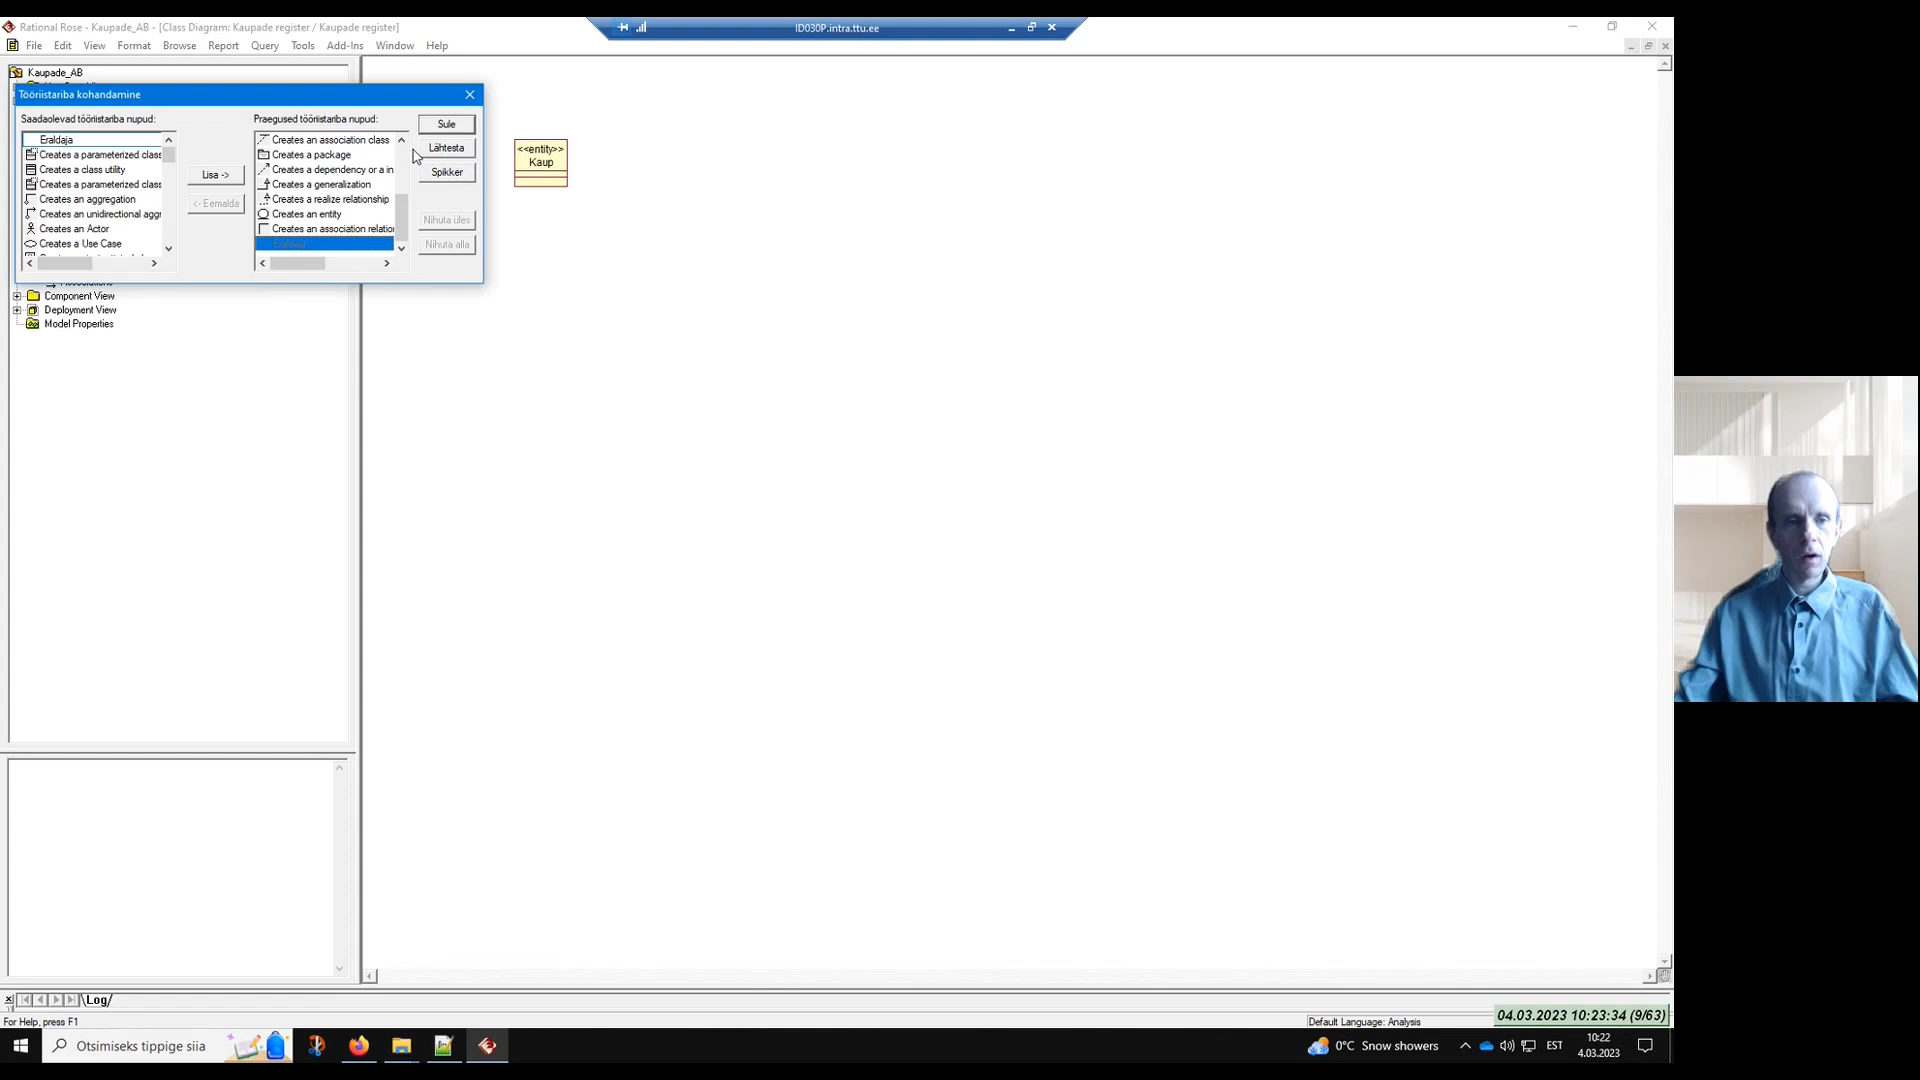 Rational Rose - Kaupade_AB - [Class Diagram: Kaupade register / Kaupade register]
ID030P.intra.ttu.ee
File Edit View Format Browse Report Query Tools Add-Ins Window Help
Kaupade_AB
Tööriistariba kohandamine
Saadaolevad tööriistariba nupud:
Eraldaja
Creates a parameterized class
Creates a class utility
Creates a parameterized class
Creates an aggregation
Creates an unidirectional aggr
Creates an Actor
Creates a Use Case
Lisa ->
<- Eemalda
Praegused tööriistariba nupud:
Creates an association class
Creates a package
Creates a dependency or a in
Creates a generalization
Creates a realize relationship
Creates an entity
Creates an association relation
Eraldaja
Sule
Lähtesta
Spikker
Nihuta üles
Nihuta alla
<<entity>>
Kaup
Component View
Deployment View
Model Properties
Log
For Help, press F1
Default Language: Analysis
04.03.2023 10:23:34 (9/63)
Otsimiseks tippige siia
0°C Snow showers
EST
10:22
4.03.2023